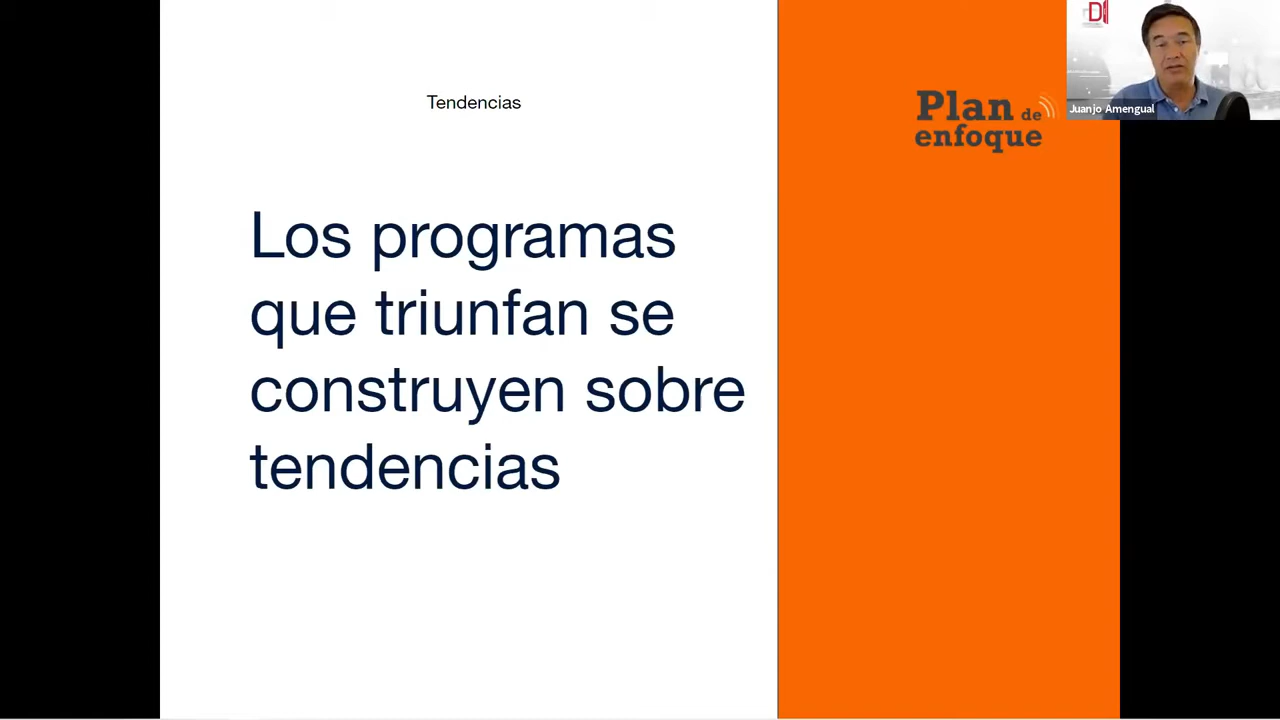 Tendencias
Los programas
que triunfan se
construyen sobre
tendencias
Plan de
enfoque
D
Juanjo Amengual